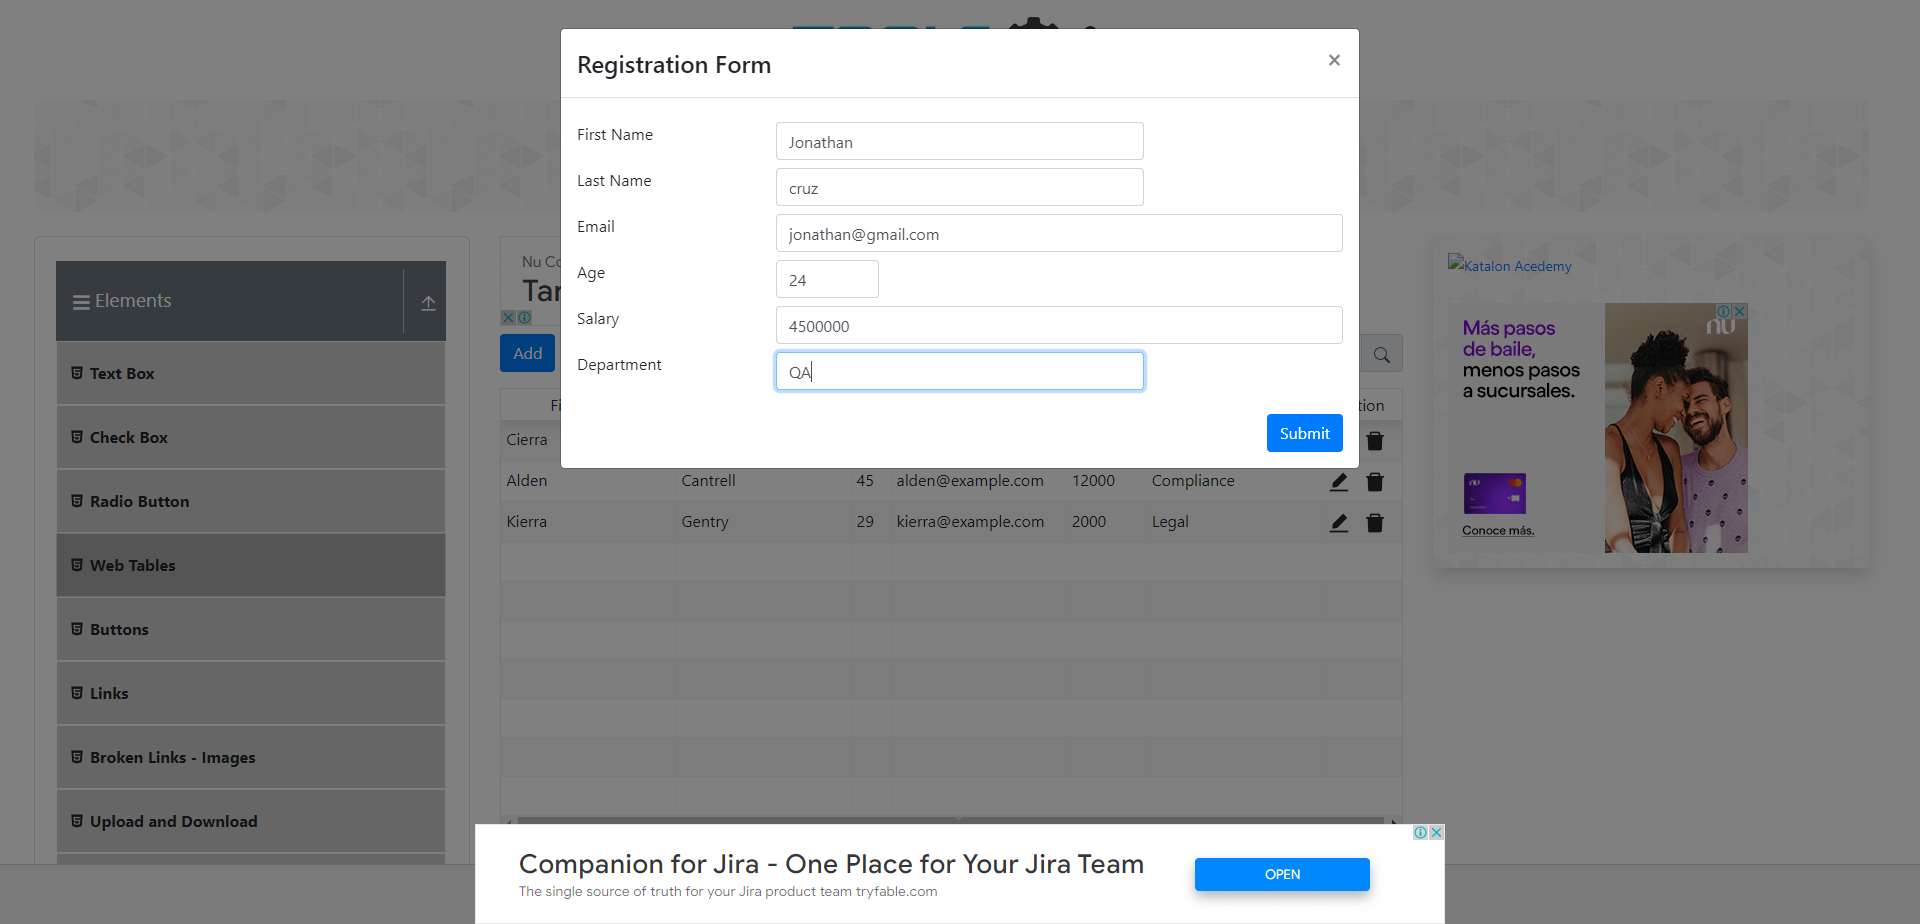 Registration Form
×
First Name
Jonathan
Last Name
cruz
Email
jonathan@gmail.com
Age
24
Salary
4500000
Department
QA
Submit
Elements
Text Box
Check Box
Radio Button
Web Tables
Buttons
Links
Broken Links - Images
Upload and Download
Nu
Add
Cierra
Alden Cantrell 45 alden@example.com 12000 Compliance
Kierra Gentry 29 kierra@example.com 2000 Legal
Katalon Acedemy
Más pasos
de baile,
menos pasos
a sucursales.
nu
Conoce más.
Companion for Jira - One Place for Your Jira Team
The single source of truth for your Jira product team tryfable.com
OPEN